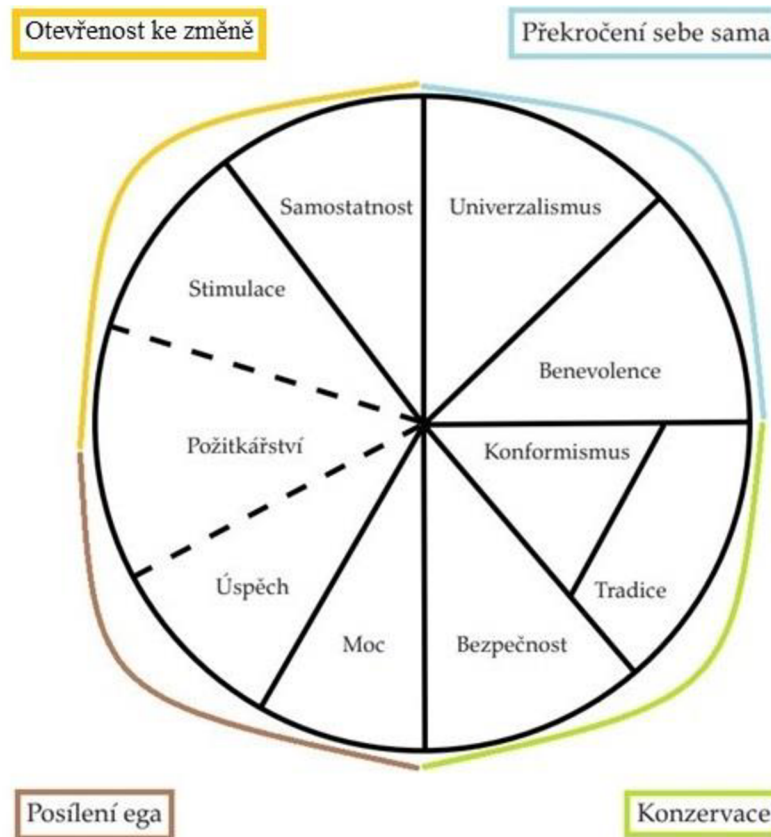 Otevřenost ke změně
Překročení sebe sama
Samostatnost
Univerzalismus
Stimulace
Benevolence
Požitkářství
Konformismus
Úspěch
Tradice
Moc
Bezpečnost
Posílení ega
Konzervace